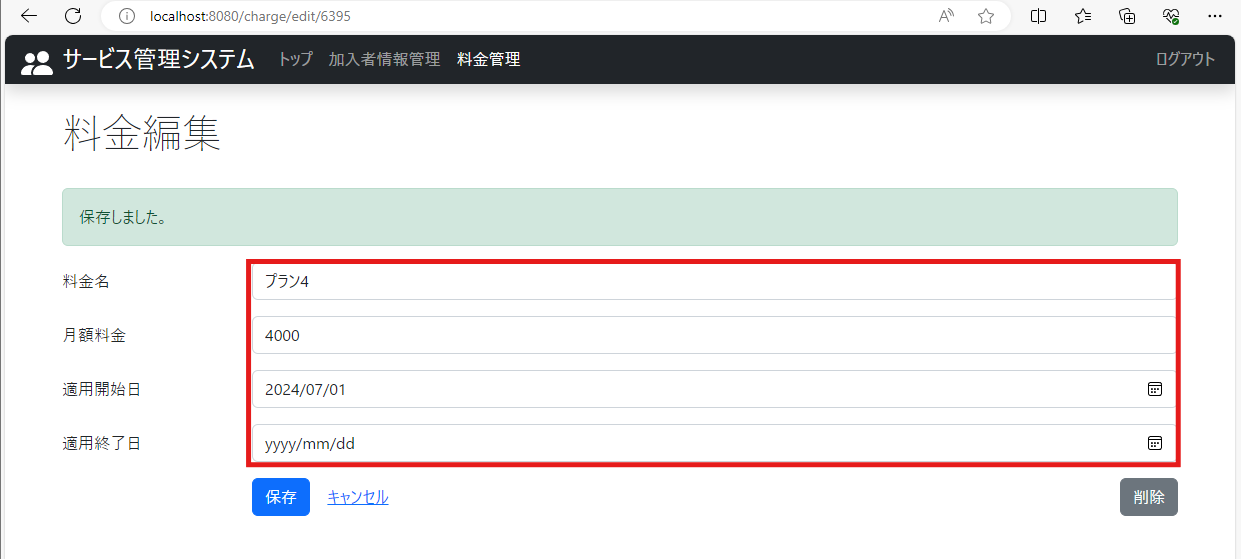 localhost:8080/charge/edit/6395
サービス管理システム トップ 加入者情報管理 料金管理 ログアウト
料金編集
保存しました。
料金名 プラン4
月額料金 4000
適用開始日 2024/07/01
適用終了日 yyyy/mm/dd
保存 キャンセル 削除